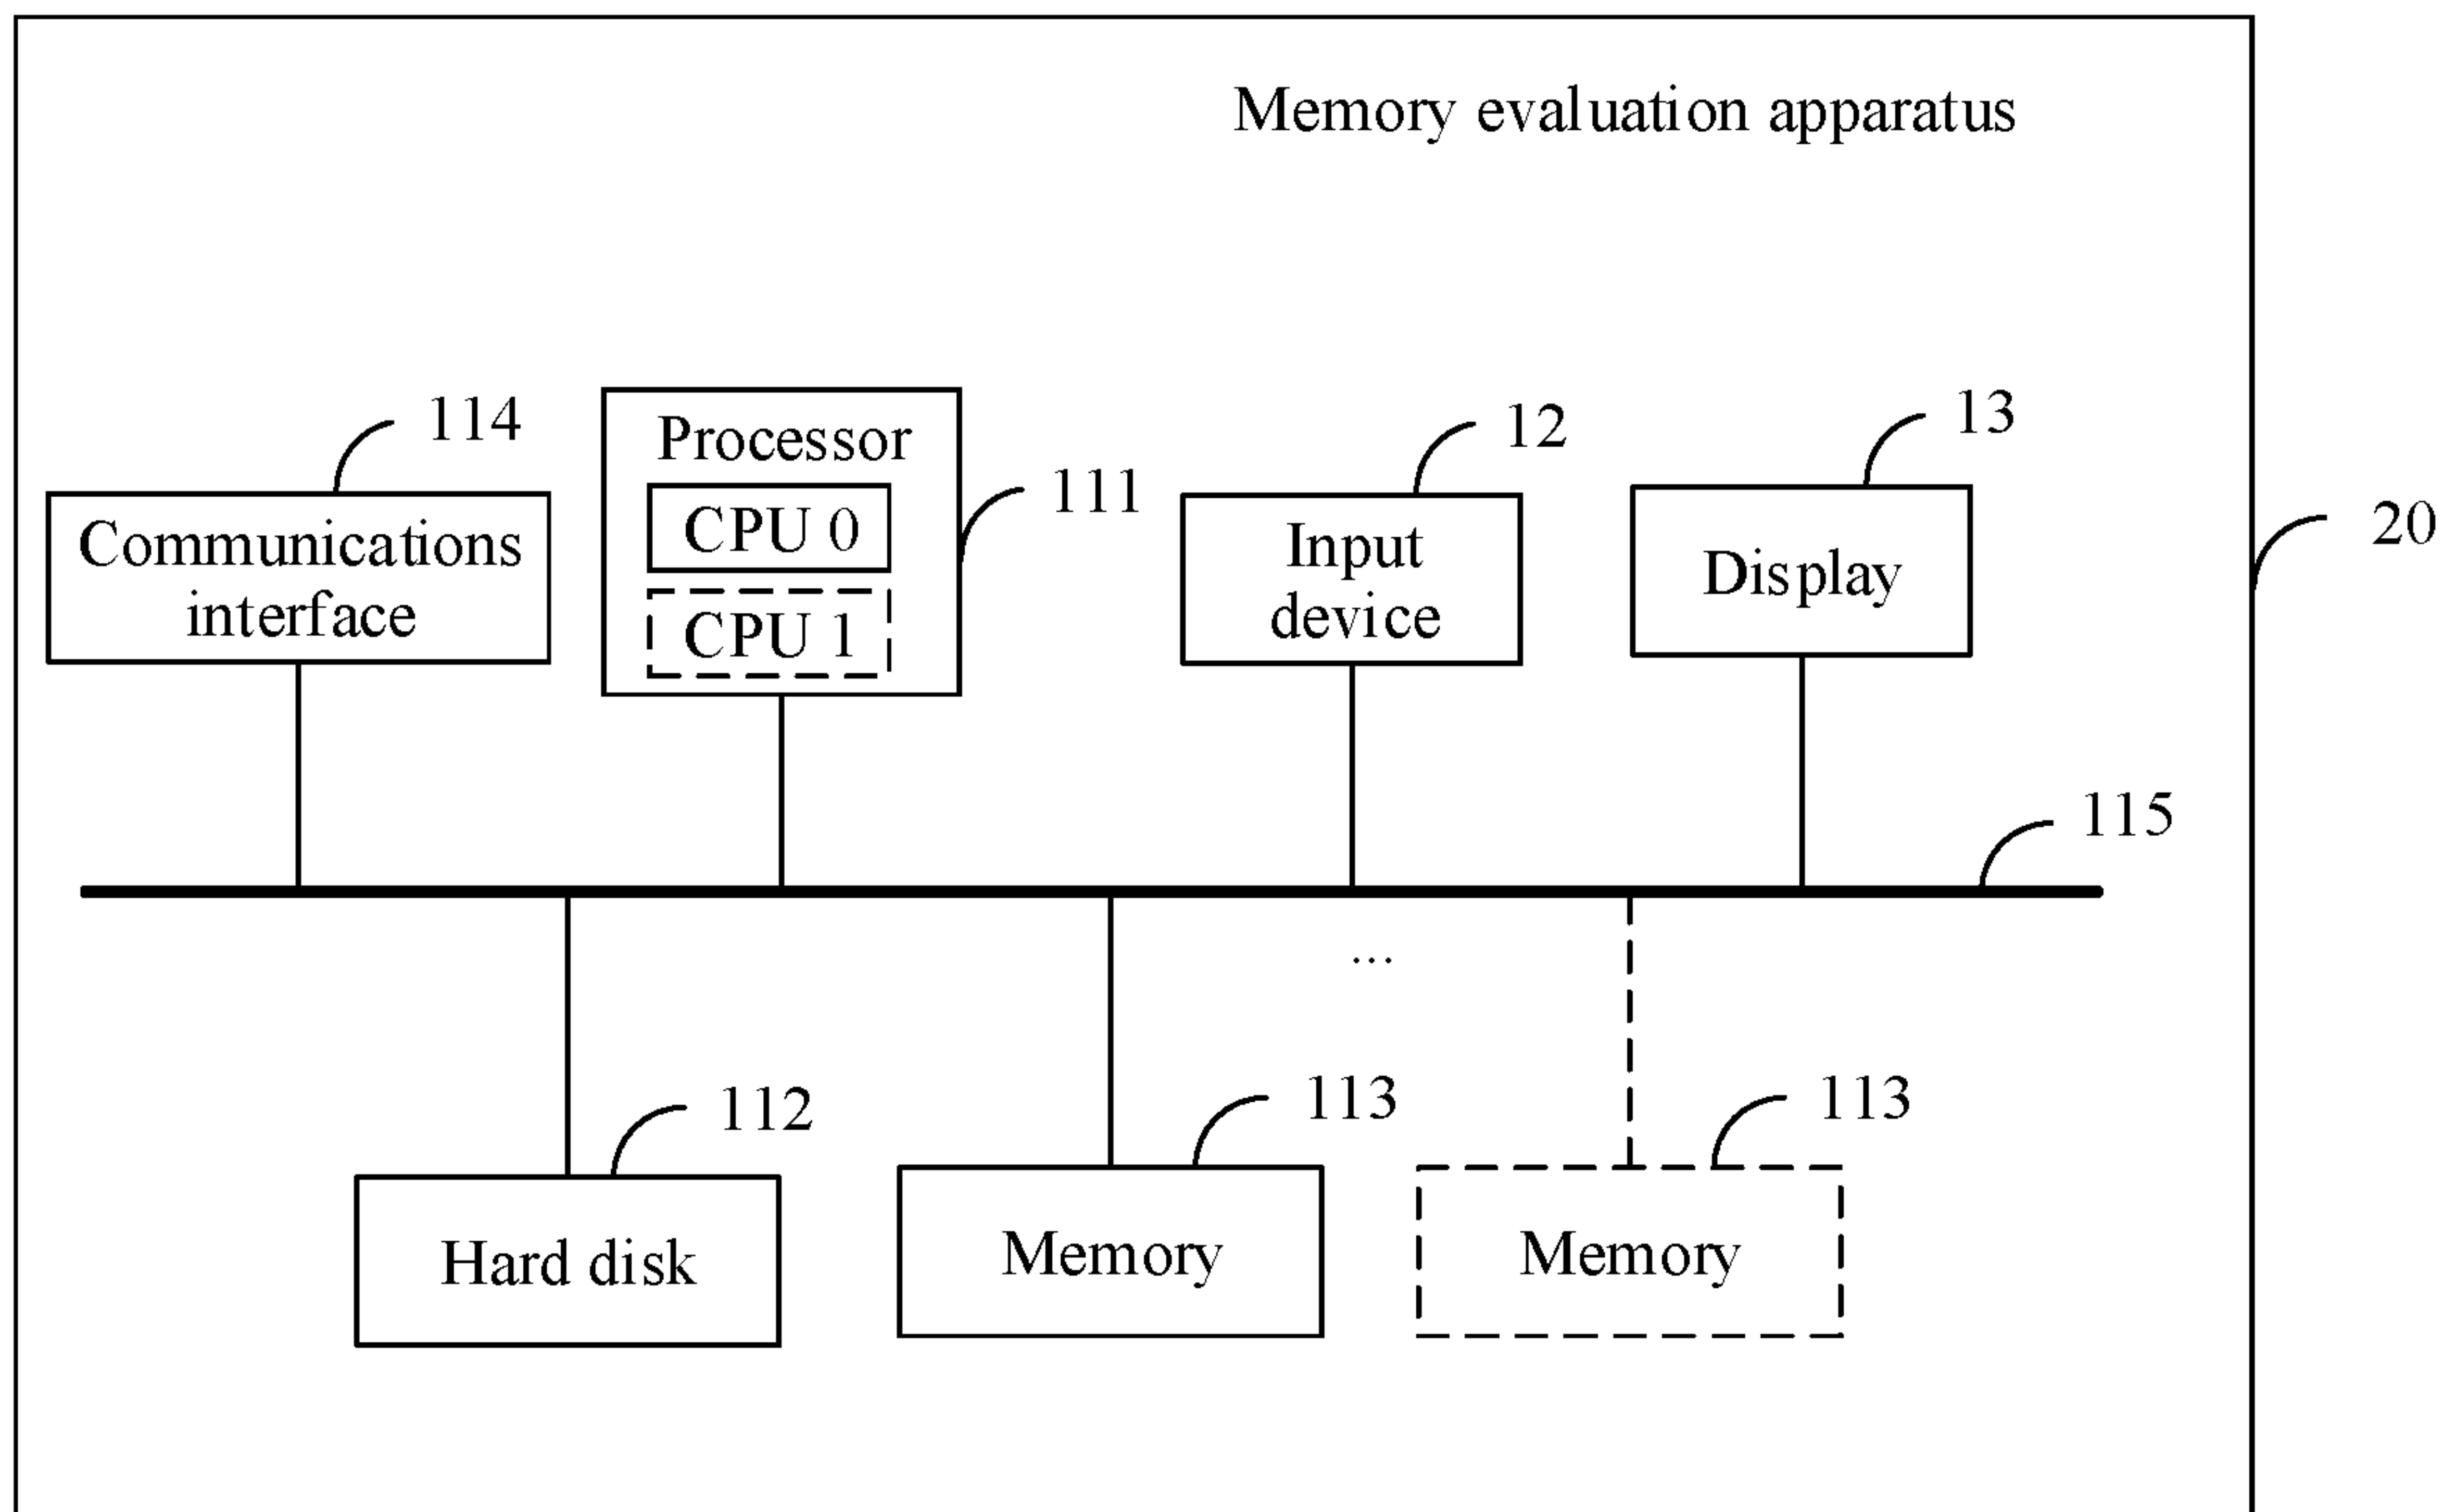 Memory evaluation apparatus
114
Processor
CPU 0
CPU 1
111
12
13
20
Communications
interface
Input
device
Display
115
...
112
113
113
Hard disk
Memory
Memory